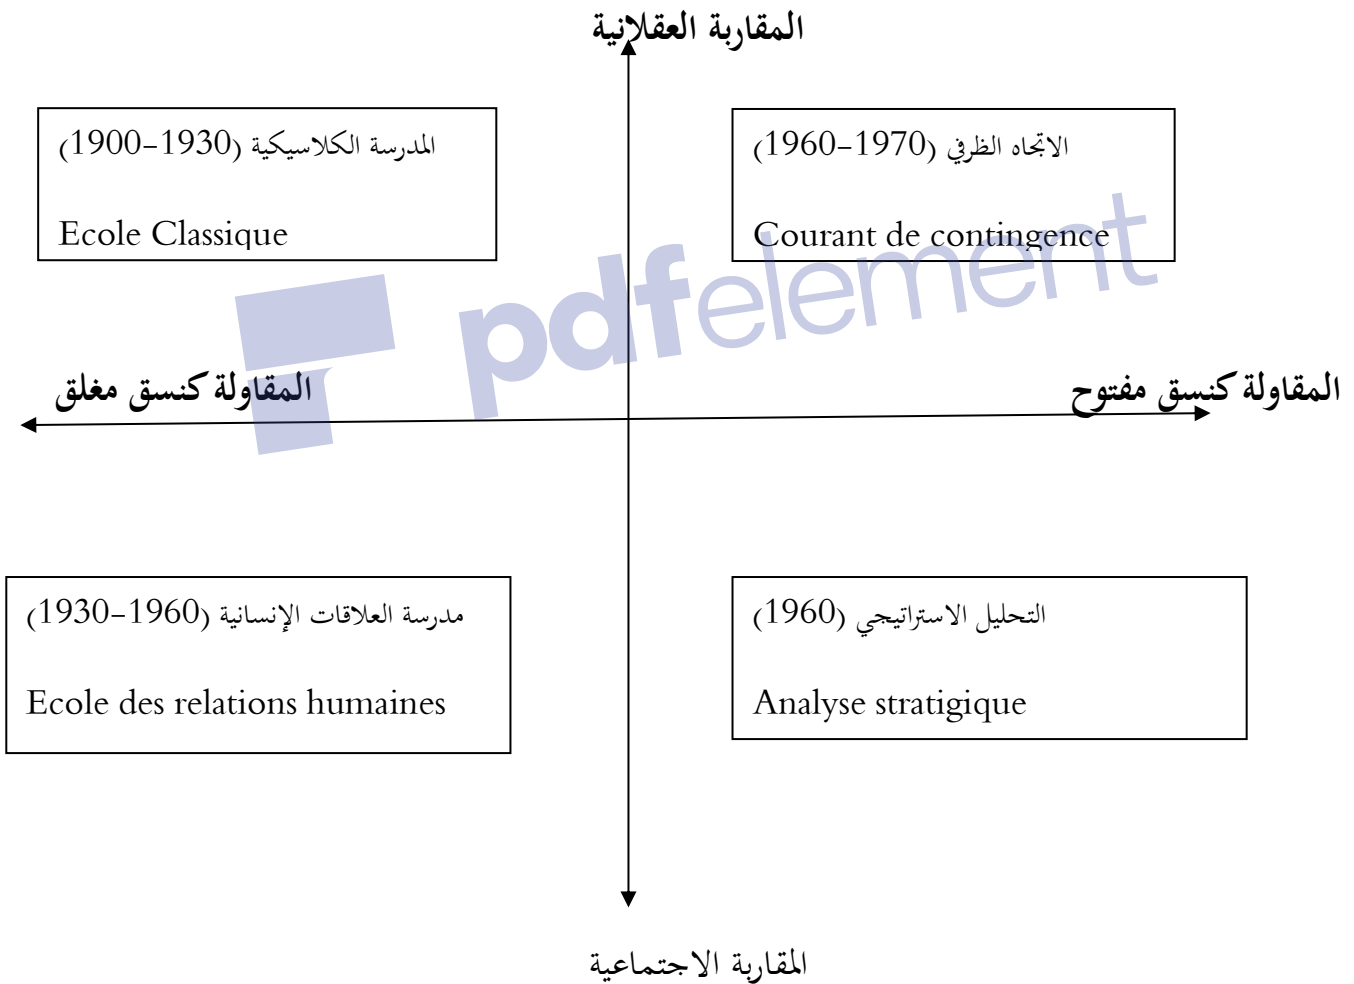 المقاربة العقلانية
الاتجاه الظرفي (1960-1970)
Courant de contingence
المدرسة الكلاسيكية (1900-1930)
Ecole Classique
pdfelement
المقاولة كنسق مفتوح
المقاولة كنسق مغلق
التحليل الاستراتيجي (1960)
Analyse stratigique
مدرسة العلاقات الإنسانية (1930-1960)
Ecole des relations humaines
المقاربة الاجتماعية